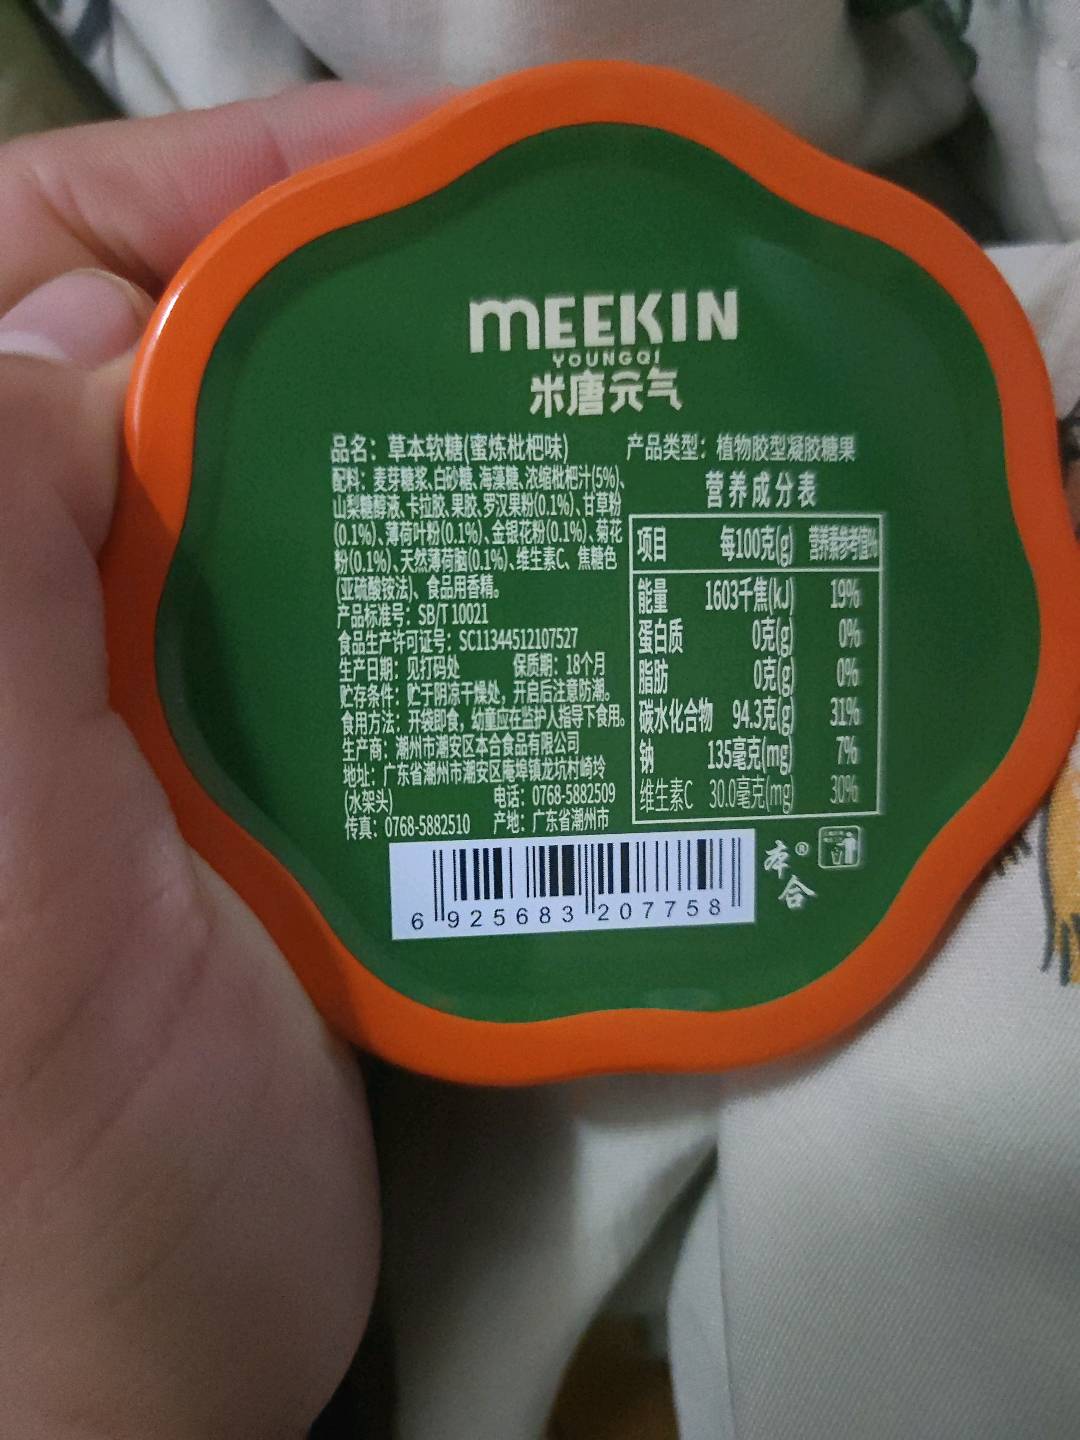 MEEKIN
YOUNGQI
米唐元气
品名：草本软糖(蜜炼枇杷味)
配料：麦芽糖浆、白砂糖、海藻糖、浓缩枇杷汁(5%)、
山梨糖醇液、卡拉胶、果胶、罗汉果粉(0.1%)、甘草粉
(0.1%)、薄荷叶粉(0.1%)、金银花粉(0.1%)、菊花
粉(0.1%)、天然薄荷脑(0.1%)、维生素C、焦糖色
(亚硫酸铵法)、食品用香精。
产品标准号：SB/T 10021
食品生产许可证号：SC11344512107527
生产日期：见打码处 保质期：18个月
贮存条件：贮于阴凉干燥处，开启后注意防潮。
食用方法：开袋即食，幼童应在监护人指导下食用。
生产商：潮州市潮安区本合食品有限公司
地址：广东省潮州市潮安区庵埠镇龙坑村崎坽
(水架头) 电话：0768-5882509
传真：0768-5882510 产地：广东省潮州市
产品类型：植物胶型凝胶糖果
营养成分表
项目 每100克(g) 营养素参考值%
能量 1603千焦(kJ) 19%
蛋白质 0克(g) 0%
脂肪 0克(g) 0%
碳水化合物 94.3克(g) 31%
钠 135毫克(mg) 7%
维生素C 30.0毫克(mg) 30%
6 925683 207758
本合®